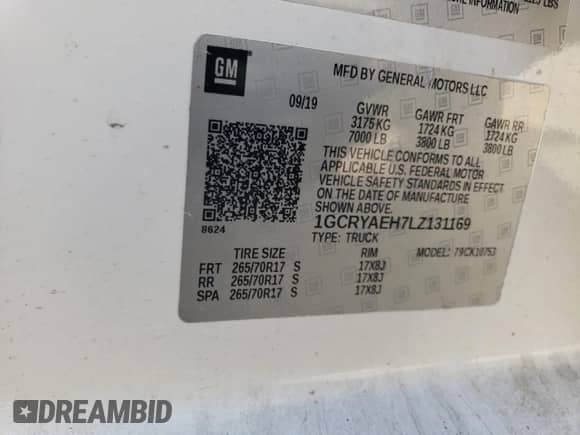 LBS
MORE INFORMATION
GM
MFD BY GENERAL MOTORS LLC
09/19 GVWR GAWR FRT GAWR RR
3175 KG 1724 KG 1724 KG
7000 LB 3800 LB 3800 LB
THIS VEHICLE CONFORMS TO ALL
APPLICABLE U.S. FEDERAL MOTOR
VEHICLE SAFETY STANDARDS IN EFFECT
ON THE DATE OF MANUFACTURE
SHOWN ABOVE.
8624
1GCRYAEH7LZ131169
TYPE: TRUCK 79CK10753
TIRE SIZE RIM
FRT 265/70R17 S 17X8J
RR 265/70R17 S 17X8J
SPA 265/70R17 S 17X8J
DREAMBID